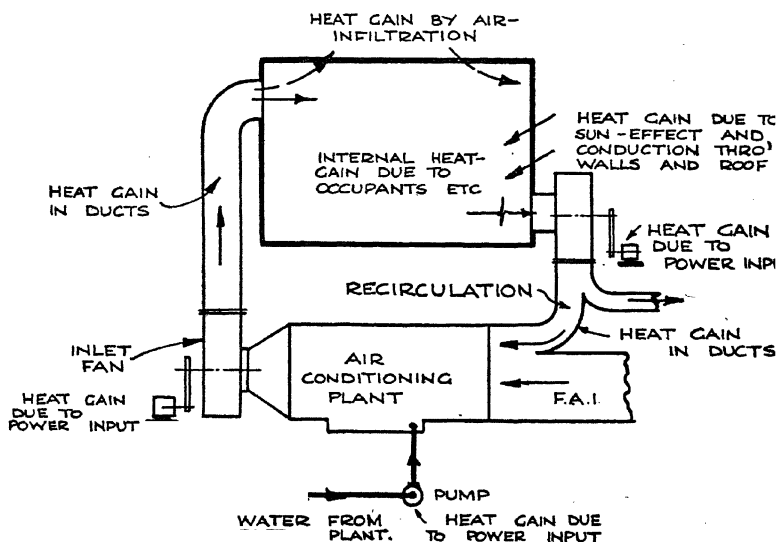 HEAT GAIN BY AIR-
INFILTRATION
HEAT GAIN DUE TO
SUN-EFFECT AND
CONDUCTION THRO'
WALLS AND ROOF
INTERNAL HEAT-
GAIN DUE TO
OCCUPANTS ETC
HEAT GAIN
IN DUCTS
HEAT GAIN
DUE TO
POWER INPU
RECIRCULATION
HEAT GAIN
IN DUCTS
INLET
FAN
AIR
CONDITIONING
PLANT
F.A.I.
HEAT GAIN
DUE TO
POWER INPUT
PUMP
WATER FROM
PLANT.
HEAT GAIN DUE
TO POWER INPUT